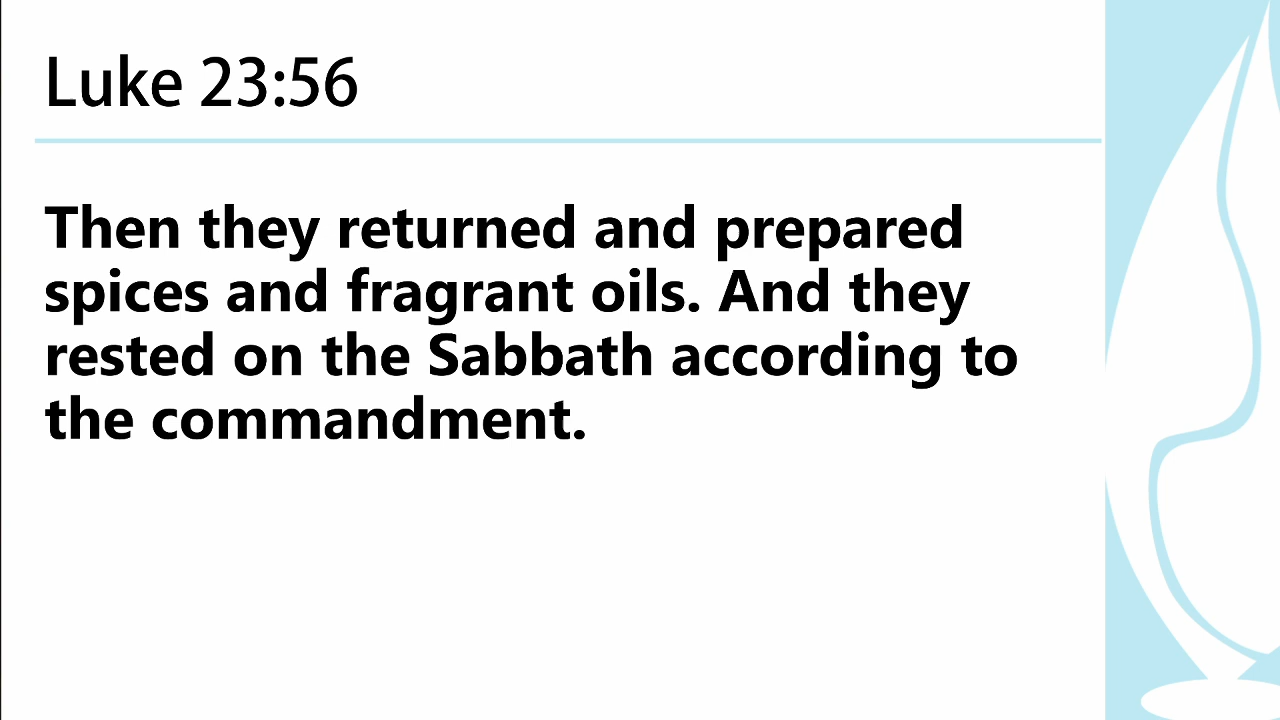 Luke 23:56
Then they returned and prepared
spices and fragrant oils. And they
rested on the Sabbath according to
the commandment.